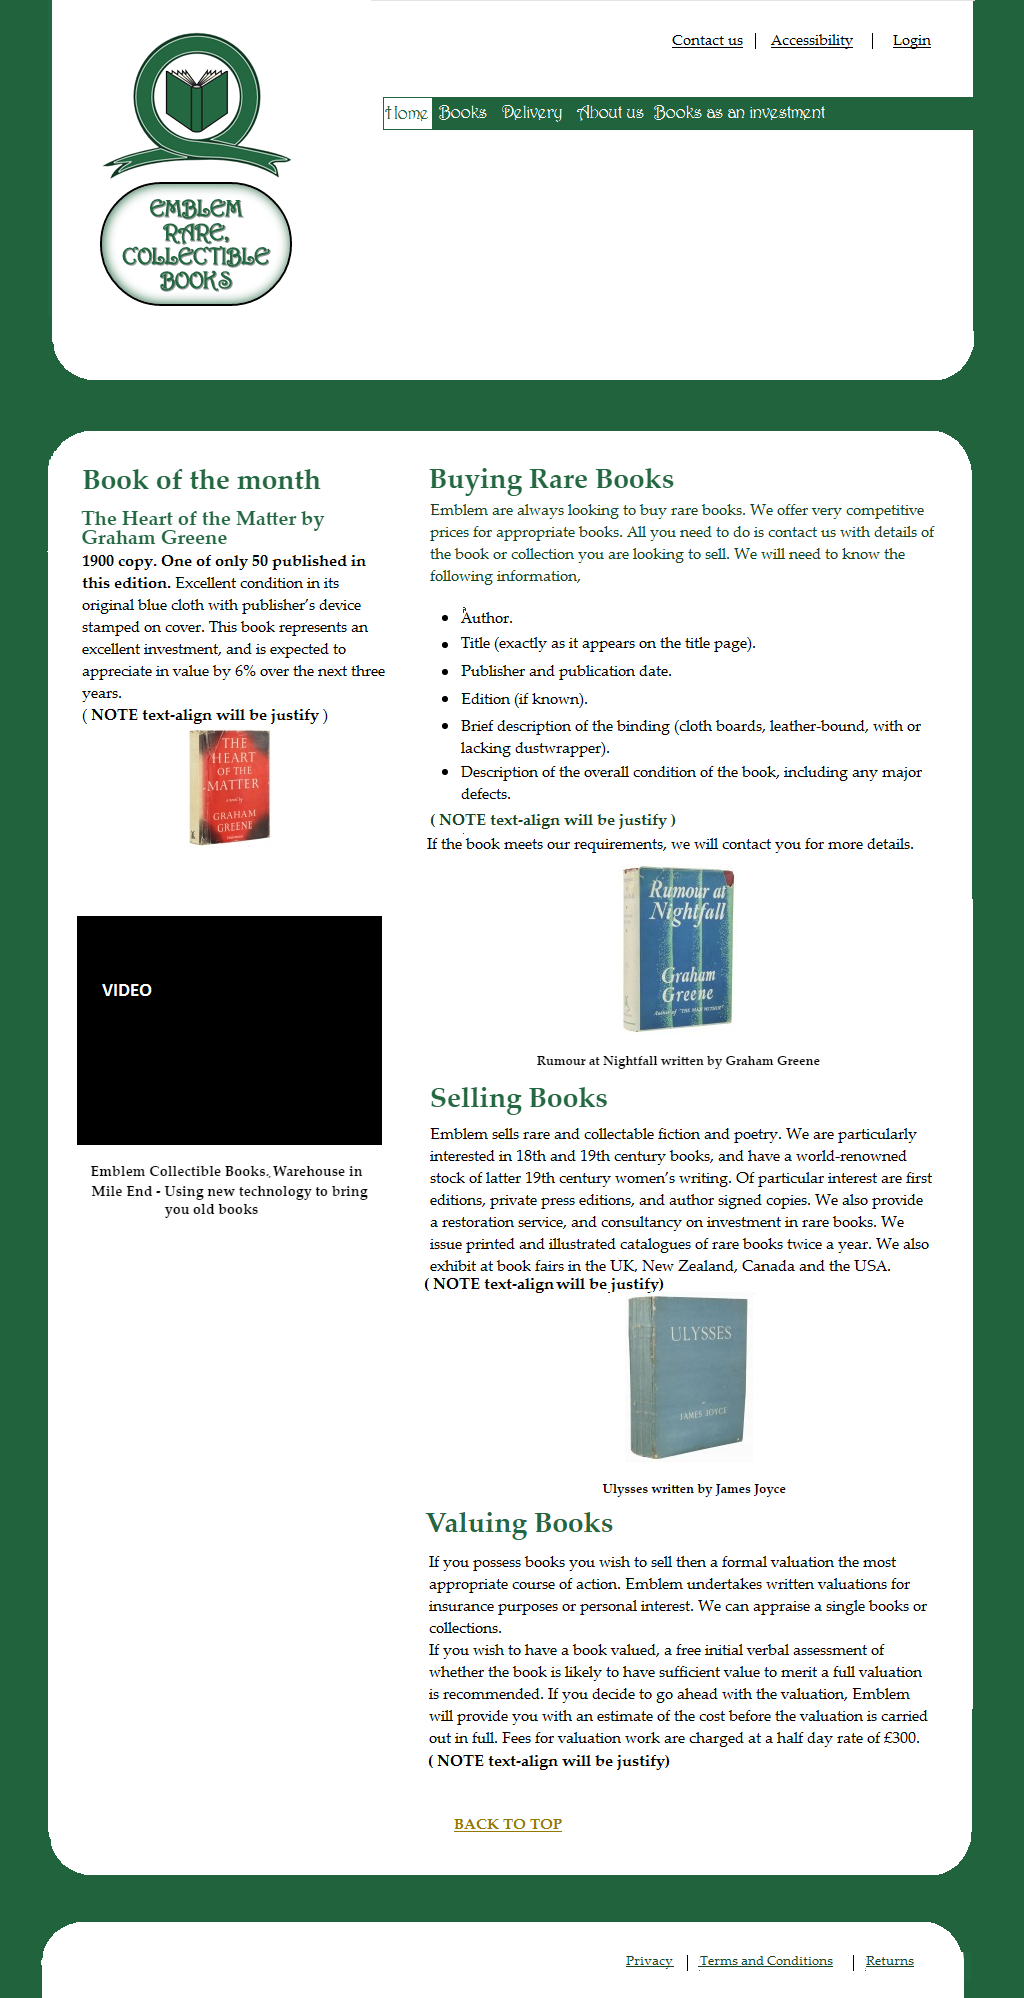 Contact us | Accessibility | Login
Home Books Delivery About us Books as an investment
EMBLEM
RARE,
COLLECTIBLE
BOOKS
Book of the month
The Heart of the Matter by
Graham Greene
1900 copy. One of only 50 published in
this edition. Excellent condition in its
original blue cloth with publisher’s device
stamped on cover. This book represents an
excellent investment, and is expected to
appreciate in value by 6% over the next three
years.
( NOTE text-align will be justify )
THE
HEART
OF THE
MATTER
a novel by
GRAHAM
GREENE
VIDEO
Emblem Collectible Books., Warehouse in
Mile End - Using new technology to bring
you old books
Buying Rare Books
Emblem are always looking to buy rare books. We offer very competitive
prices for appropriate books. All you need to do is contact us with details of
the book or collection you are looking to sell. We will need to know the
following information,
• Author.
• Title (exactly as it appears on the title page).
• Publisher and publication date.
• Edition (if known).
• Brief description of the binding (cloth boards, leather-bound, with or
lacking dustwrapper).
• Description of the overall condition of the book, including any major
defects.
( NOTE text-align will be justify )
If the book meets our requirements, we will contact you for more details.
Rumour at
Nightfall
Graham
Greene
Author of "THE MAN WITHIN"
Rumour at Nightfall written by Graham Greene
Selling Books
Emblem sells rare and collectable fiction and poetry. We are particularly
interested in 18th and 19th century books, and have a world-renowned
stock of latter 19th century women’s writing. Of particular interest are first
editions, private press editions, and author signed copies. We also provide
a restoration service, and consultancy on investment in rare books. We
issue printed and illustrated catalogues of rare books twice a year. We also
exhibit at book fairs in the UK, New Zealand, Canada and the USA.
( NOTE text-align will be justify)
ULYSSES
JAMES JOYCE
Ulysses written by James Joyce
Valuing Books
If you possess books you wish to sell then a formal valuation the most
appropriate course of action. Emblem undertakes written valuations for
insurance purposes or personal interest. We can appraise a single books or
collections.
If you wish to have a book valued, a free initial verbal assessment of
whether the book is likely to have sufficient value to merit a full valuation
is recommended. If you decide to go ahead with the valuation, Emblem
will provide you with an estimate of the cost before the valuation is carried
out in full. Fees for valuation work are charged at a half day rate of £300.
( NOTE text-align will be justify)
BACK TO TOP
Privacy | Terms and Conditions | Returns